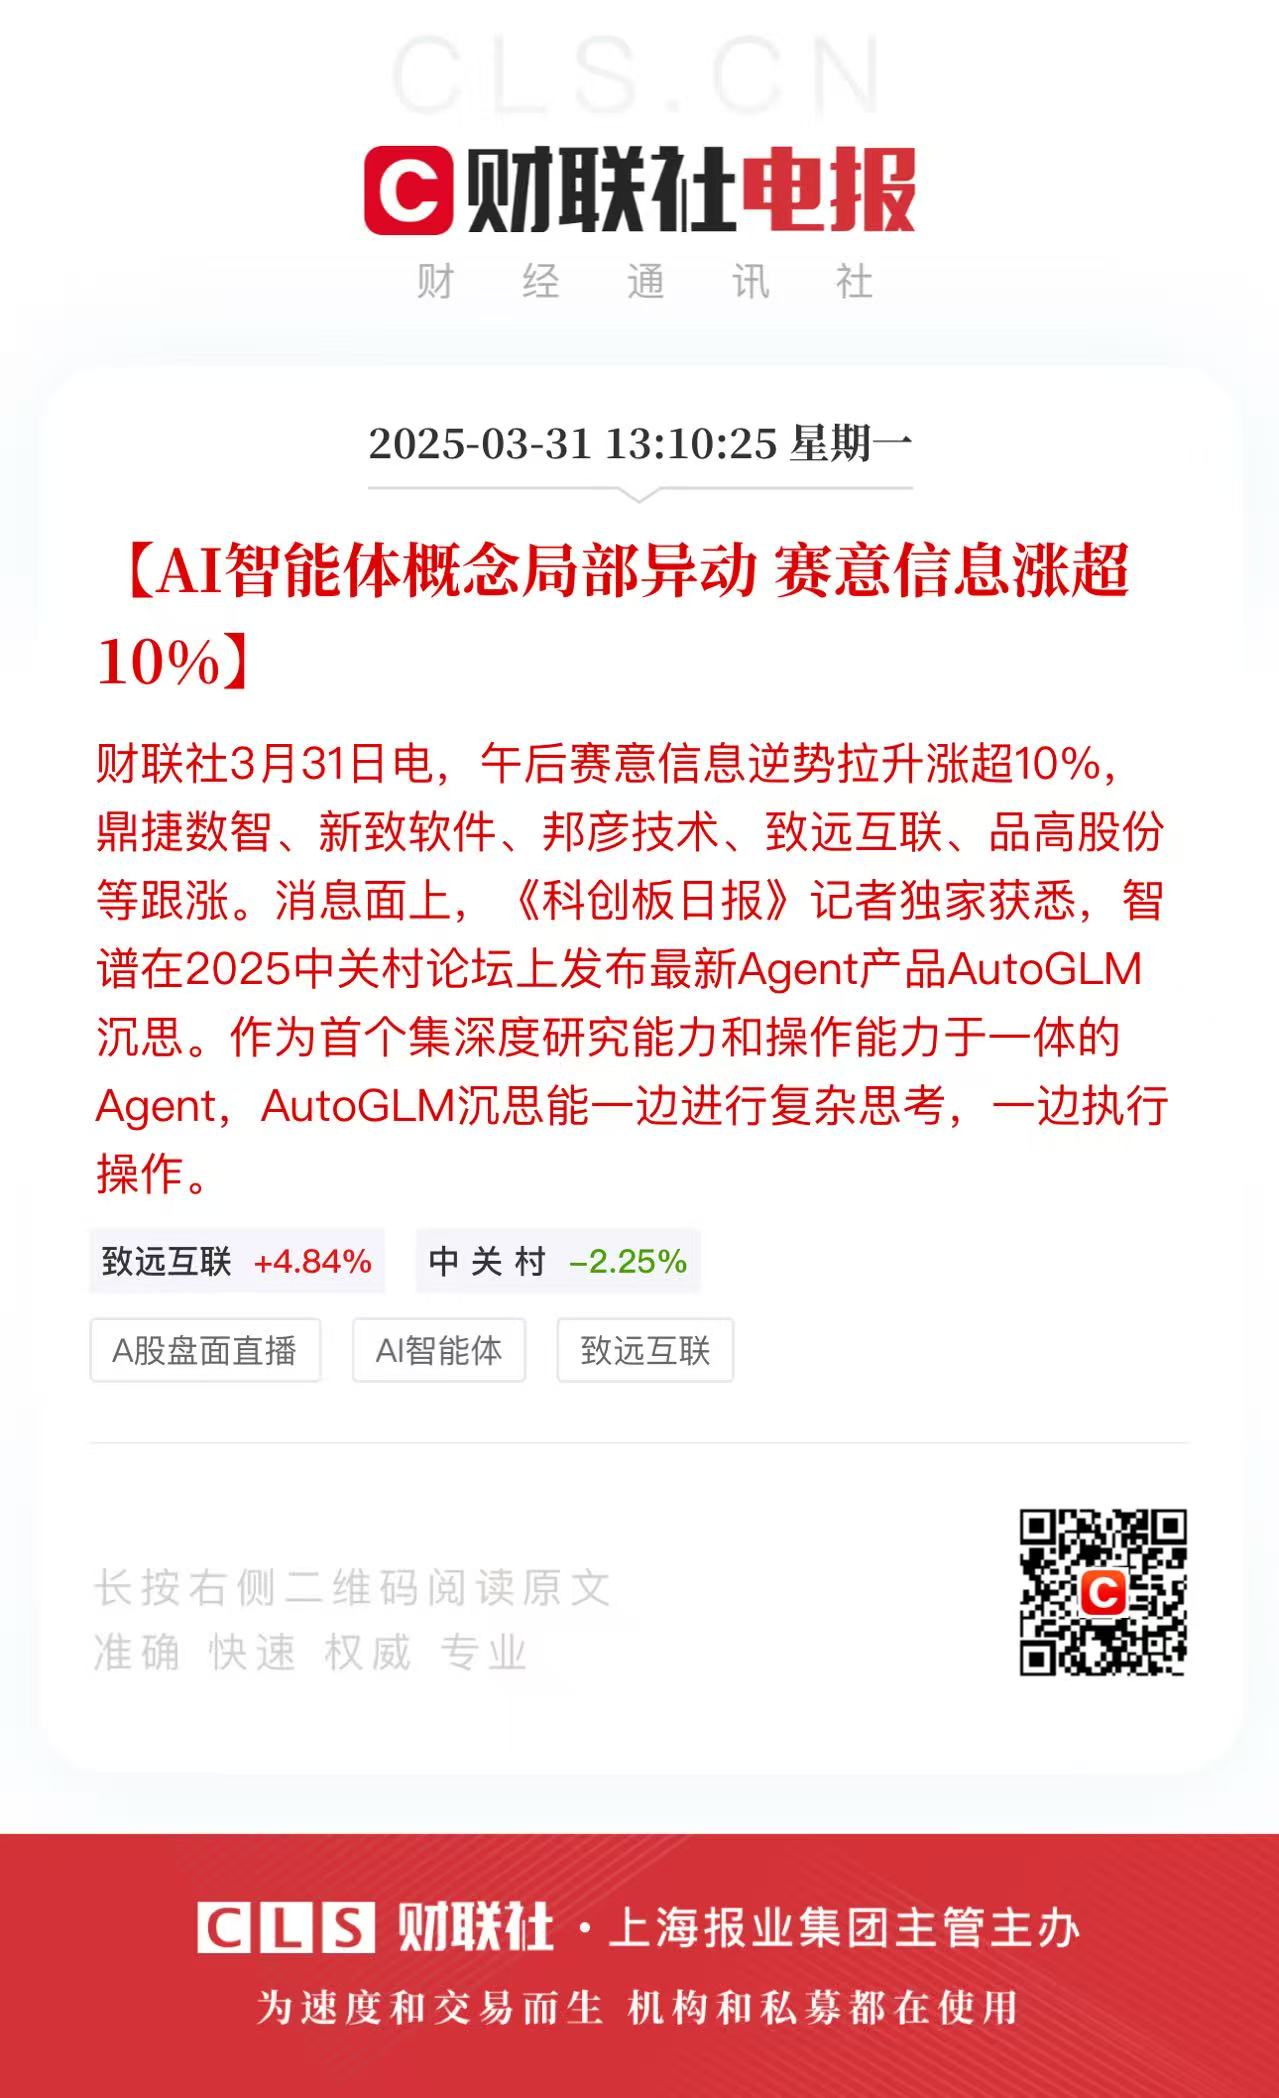 CLS.CN
C 财联社电报
财经通讯社
2025-03-31 13:10:25 星期一
【AI智能体概念局部异动 赛意信息涨超
10%】
财联社3月31日电，午后赛意信息逆势拉升涨超10%，
鼎捷数智、新致软件、邦彦技术、致远互联、品高股份
等跟涨。消息面上，《科创板日报》记者独家获悉，智
谱在2025中关村论坛上发布最新Agent产品AutoGLM
沉思。作为首个集深度研究能力和操作能力于一体的
Agent，AutoGLM沉思能一边进行复杂思考，一边执行
操作。
致远互联 +4.84% 中关村 -2.25%
A股盘面直播 AI智能体 致远互联
长按右侧二维码阅读原文
准确 快速 权威 专业
C
CLS 财联社·上海报业集团主管主办
为速度和交易而生 机构和私募都在使用